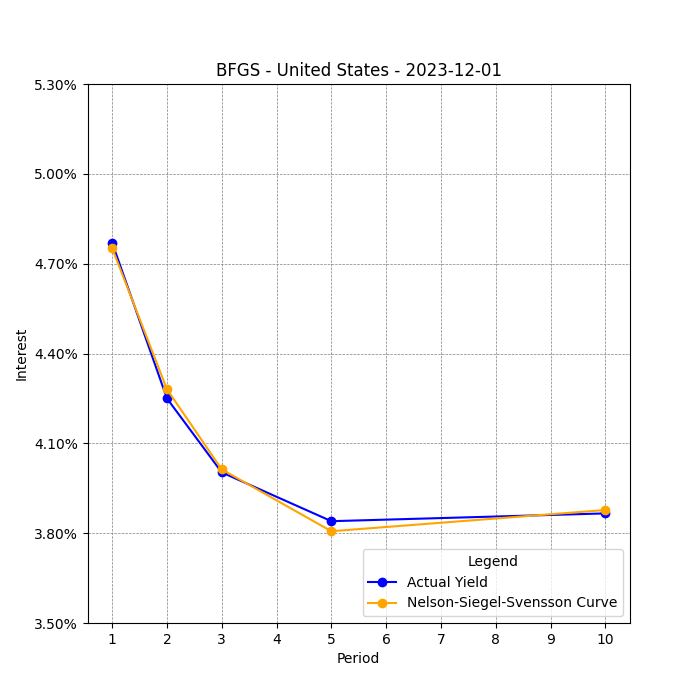 BFGS - United States - 2023-12-01
5.30%
5.00%
4.70%
4.40%
4.10%
3.80%
3.50%
Interest
1 2 3 4 5 6 7 8 9 10
Period
Legend
Actual Yield
Nelson-Siegel-Svensson Curve